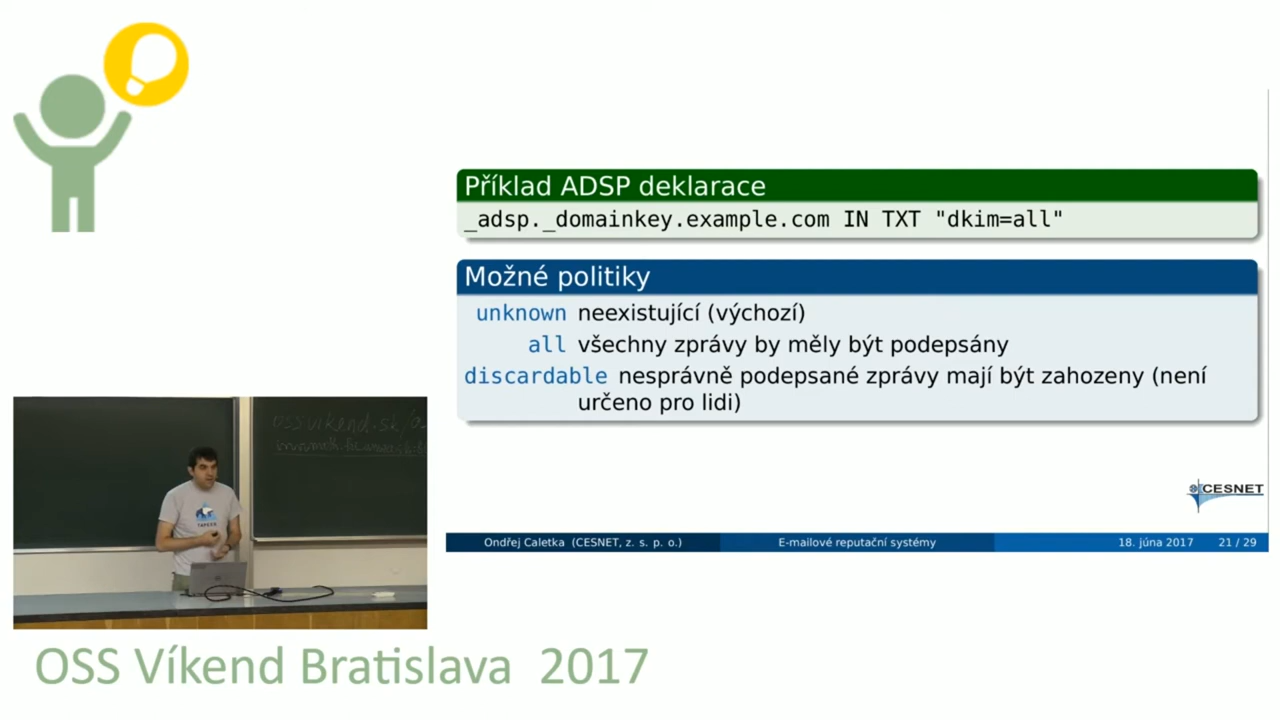 Příklad ADSP deklarace
_adsp._domainkey.example.com IN TXT "dkim=all"
Možné politiky
unknown neexistující (výchozí)
all všechny zprávy by měly být podepsány
discardable nesprávně podepsané zprávy mají být zahozeny (není
určeno pro lidi)
CESNET
Ondřej Caletka (CESNET, z. s. p. o.) E-mailové reputační systémy 18. júna 2017 21 / 29
OSS Víkend Bratislava 2017